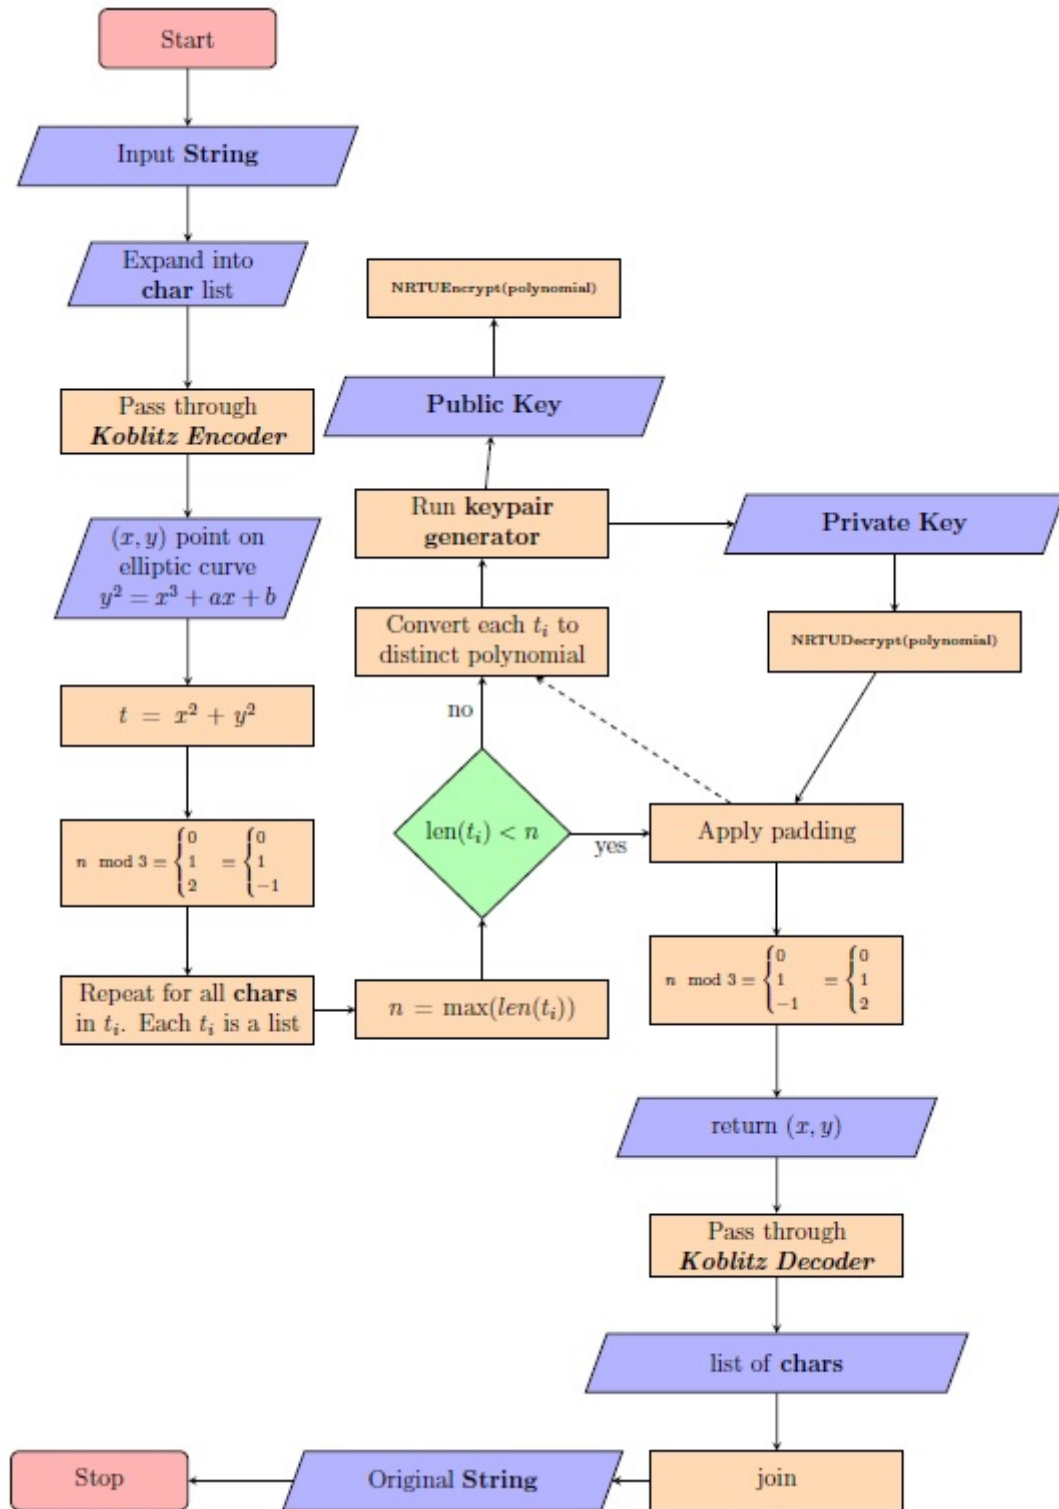 Start
Input String
Expand into
char list
Pass through
Koblitz Encoder
(x, y) point on
elliptic curve
y² = x³ + ax + b
t = x² + y²
n mod 3 = {0 1 2 = {0 1 −1
Repeat for all chars
in tᵢ. Each tᵢ is a list
n = max(len(tᵢ))
len(tᵢ) < n
no
yes
Convert each tᵢ to
distinct polynomial
Run keypair
generator
Public Key
NRTUEncrypt(polynomial)
Private Key
NRTUDecrypt(polynomial)
Apply padding
n mod 3 = {0 1 −1 = {0 1 2
return (x, y)
Pass through
Koblitz Decoder
list of chars
join
Original String
Stop